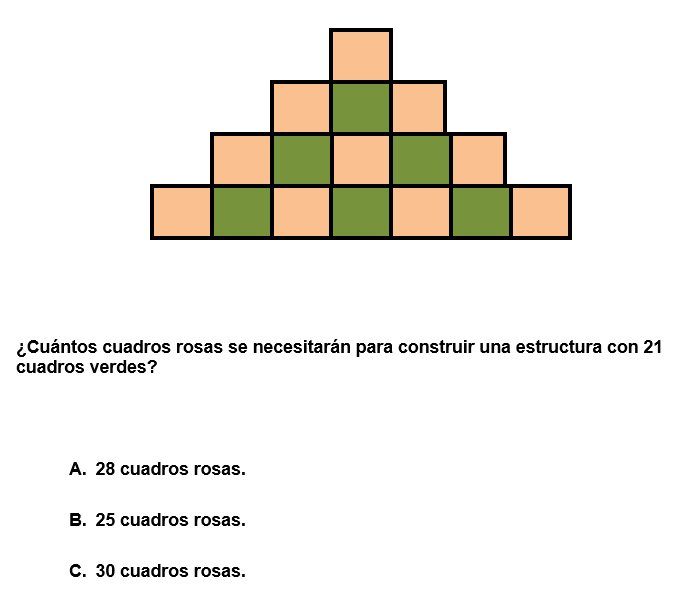 ¿Cuántos cuadros rosas se necesitarán para construir una estructura con 21
cuadros verdes?
A. 28 cuadros rosas.
B. 25 cuadros rosas.
C. 30 cuadros rosas.